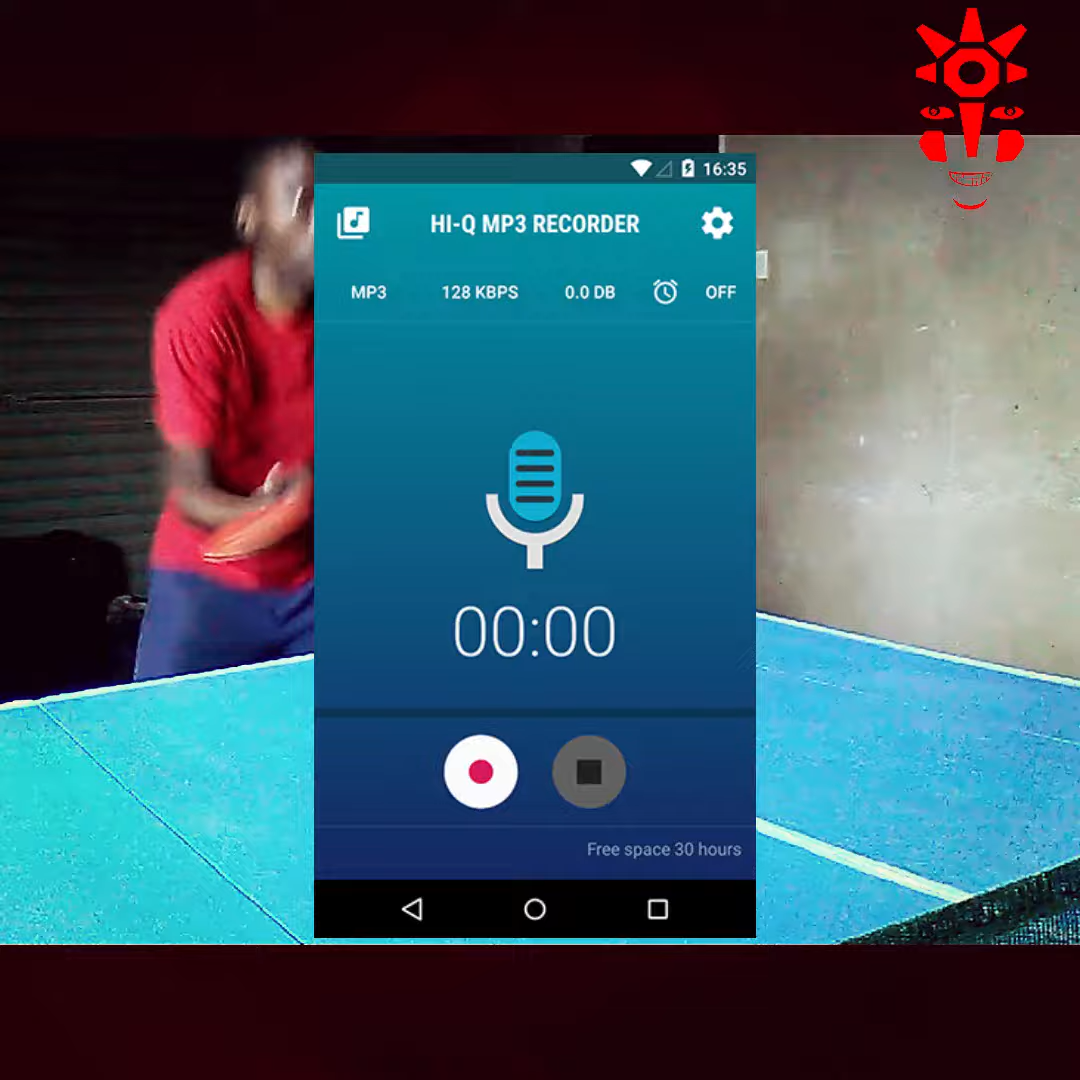 16:35
HI-Q MP3 RECORDER
MP3 128 KBPS 0.0 DB OFF
00:00
Free space 30 hours